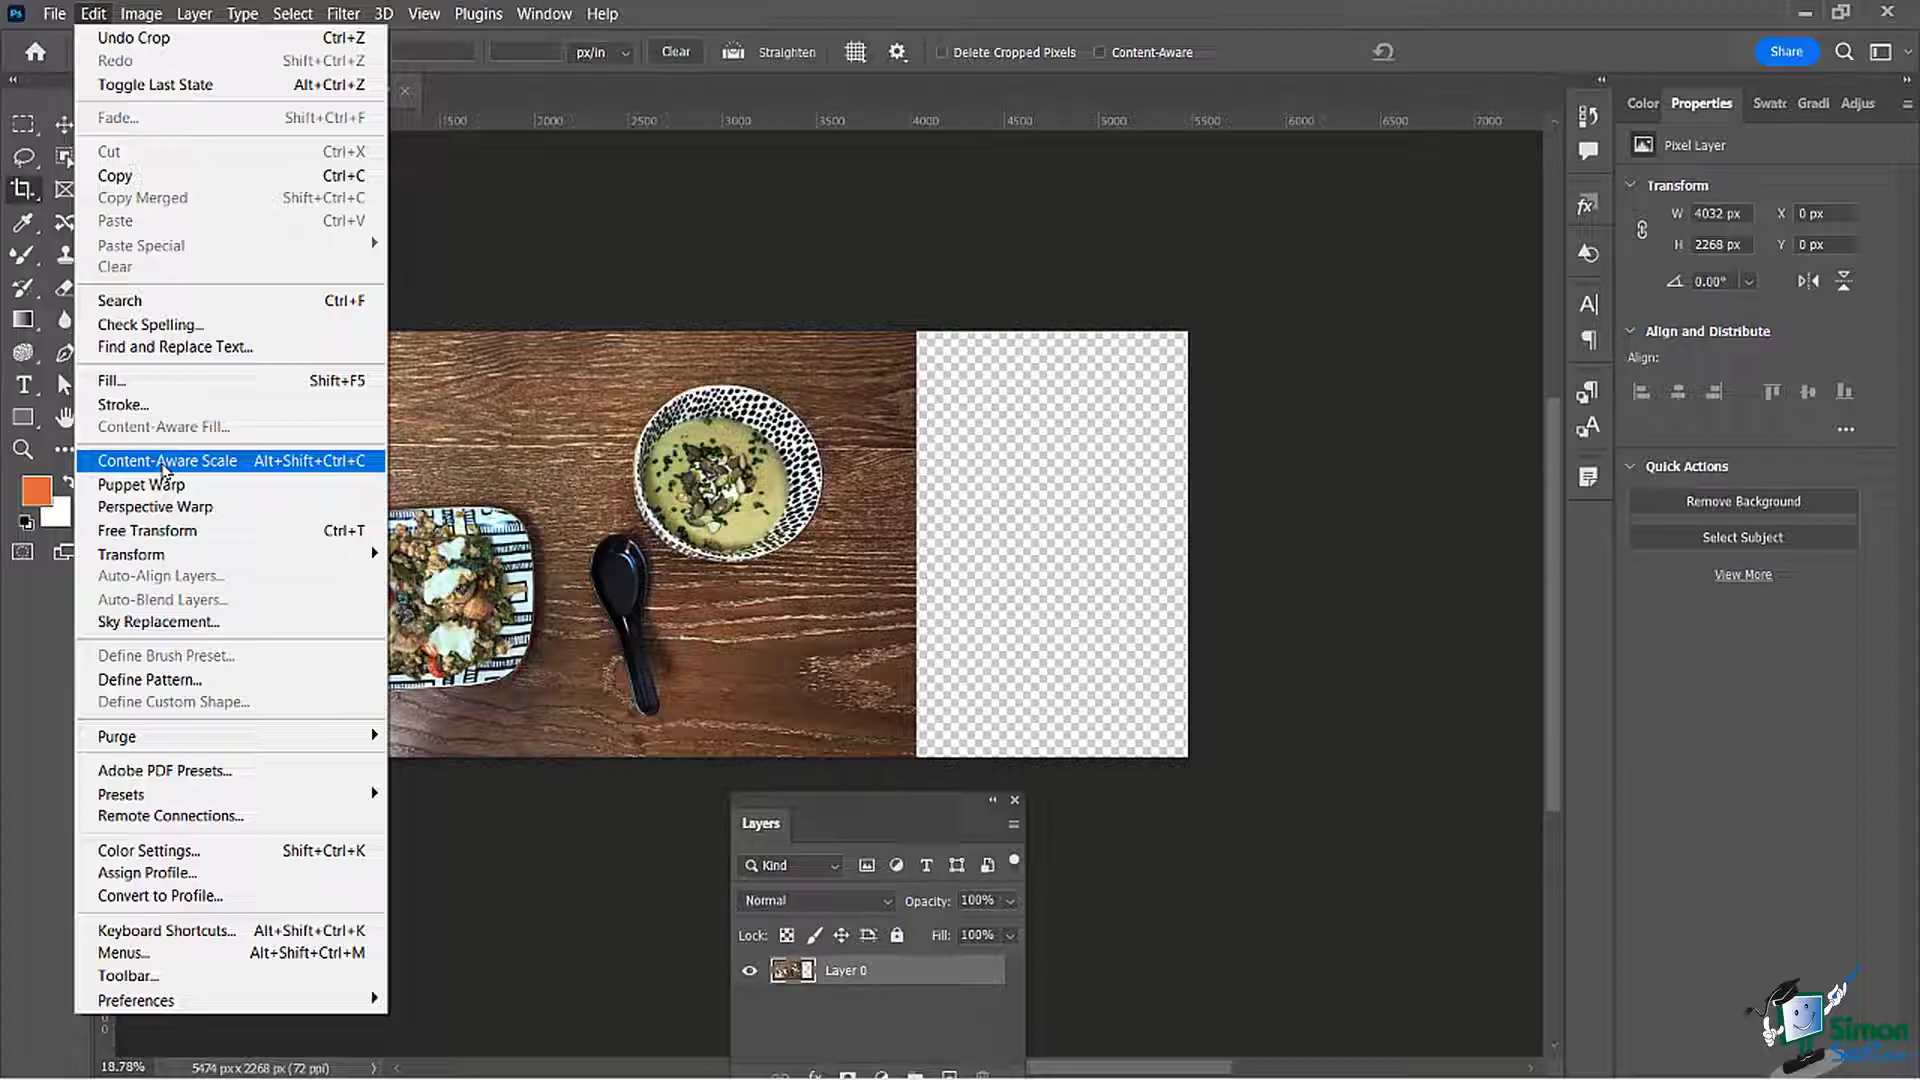 Ps File Edit Image Layer Type Select Filter 3D View Plugins Window Help
px/in Clear Straighten Delete Cropped Pixels Content-Aware Share
Undo Crop Ctrl+Z
Redo Shift+Ctrl+Z
Toggle Last State Alt+Ctrl+Z
Fade... Shift+Ctrl+F
Cut Ctrl+X
Copy Ctrl+C
Copy Merged Shift+Ctrl+C
Paste Ctrl+V
Paste Special
Clear
Search Ctrl+F
Check Spelling...
Find and Replace Text...
Fill... Shift+F5
Stroke...
Content-Aware Fill...
Content-Aware Scale Alt+Shift+Ctrl+C
Puppet Warp
Perspective Warp
Free Transform Ctrl+T
Transform
Auto-Align Layers...
Auto-Blend Layers...
Sky Replacement...
Define Brush Preset...
Define Pattern...
Define Custom Shape...
Purge
Adobe PDF Presets...
Presets
Remote Connections...
Color Settings... Shift+Ctrl+K
Assign Profile...
Convert to Profile...
Keyboard Shortcuts... Alt+Shift+Ctrl+K
Menus... Alt+Shift+Ctrl+M
Toolbar...
Preferences
1500 2000 2500 3000 3500 4000 4500 5000 5500 6000 6500 7000
Color Properties Swatc Gradi Adjus
Pixel Layer
Transform
W 4032 px X 0 px
H 2268 px Y 0 px
0.00°
Align and Distribute
Align:
Quick Actions
Remove Background
Select Subject
View More
Layers
Kind
Normal Opacity: 100%
Lock: Fill: 100%
Layer 0
18.78% 5474 px x 2268 px (72 ppi)
Simon